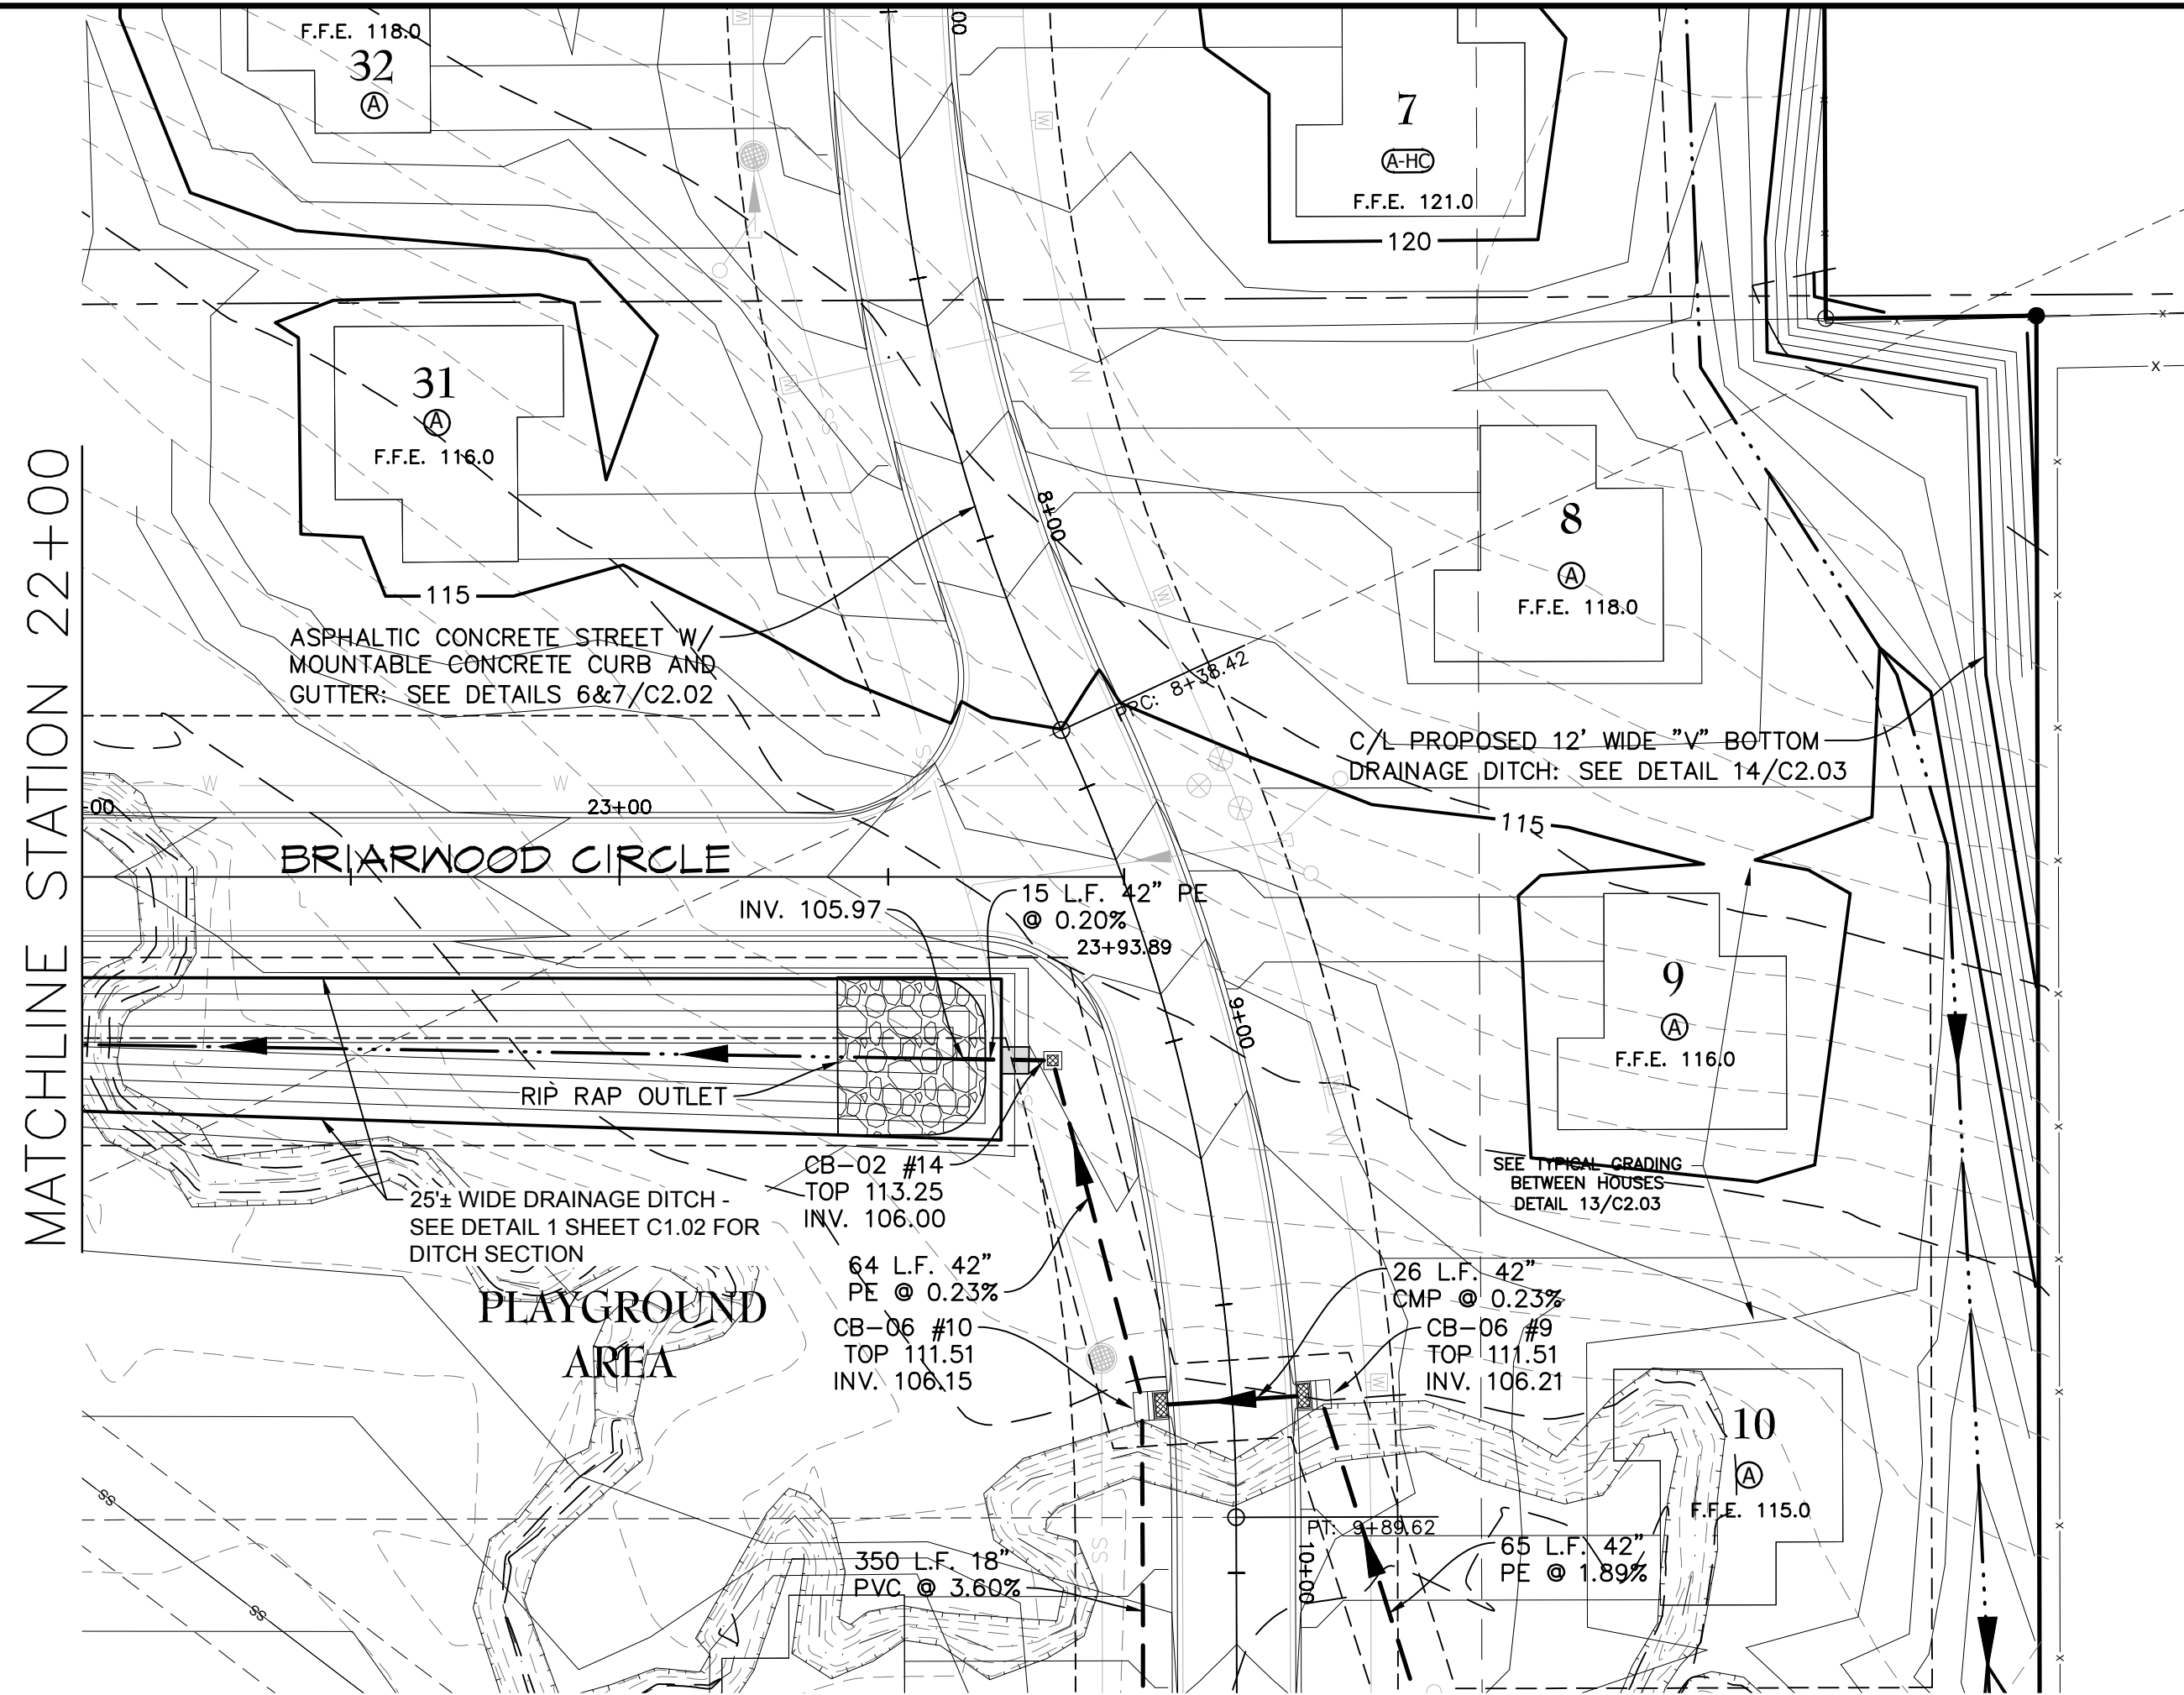 F.F.E. 118.0
32
A
7
A-HC
F.F.E. 121.0
120
31
A
F.F.E. 116.0
115
8+00
8
A
F.F.E. 118.0
MATCHLINE STATION 22+00
ASPHALTIC CONCRETE STREET W/
MOUNTABLE CONCRETE CURB AND
GUTTER: SEE DETAILS 6&7/C2.02
PRC: 8+38.42
C/L PROPOSED 12' WIDE "V" BOTTOM
DRAINAGE DITCH: SEE DETAIL 14/C2.03
-00
23+00
115
BRIARWOOD CIRCLE
INV. 105.97
15 L.F. 42" PE
@ 0.20%
23+93.89
9+00
9
A
F.F.E. 116.0
RIP RAP OUTLET
CB-02 #14
TOP 113.25
INV. 106.00
SEE TYPICAL GRADING
BETWEEN HOUSES
DETAIL 13/C2.03
25'± WIDE DRAINAGE DITCH -
SEE DETAIL 1 SHEET C1.02 FOR
DITCH SECTION
64 L.F. 42"
PE @ 0.23%
26 L.F. 42"
CMP @ 0.23%
PLAYGROUND
AREA
CB-06 #10
TOP 111.51
INV. 106.15
CB-06 #9
TOP 111.51
INV. 106.21
10
A
F.F.E. 115.0
PT: 9+89.62
10+00
350 L.F. 18"
PVC @ 3.60%
65 L.F. 42"
PE @ 1.89%
SS
SS
SS
SS
SS
W
W
W
W
W
W
W